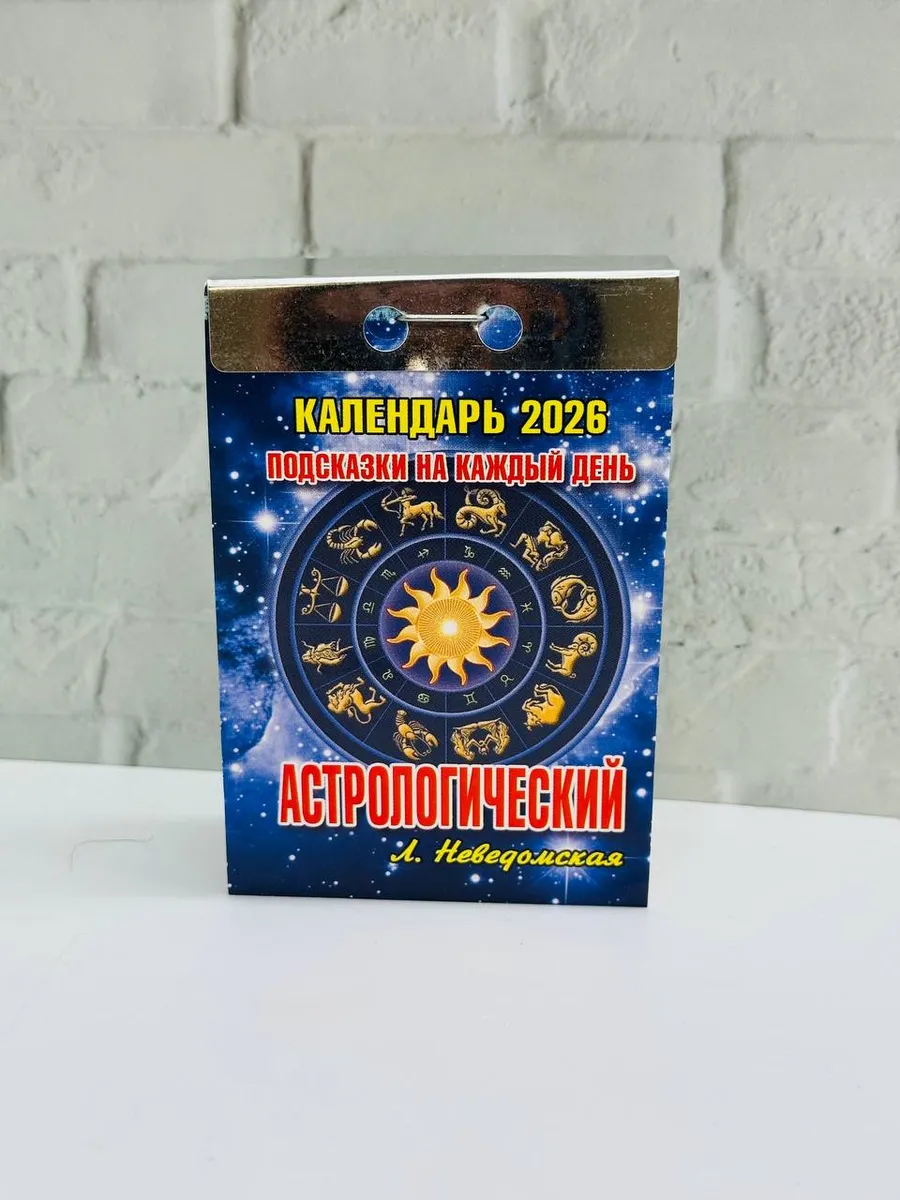 КАЛЕНДАРЬ 2026
ПОДСКАЗКИ НА КАЖДЫЙ ДЕНЬ
АСТРОЛОГИЧЕСКИЙ
Л. Неведомская